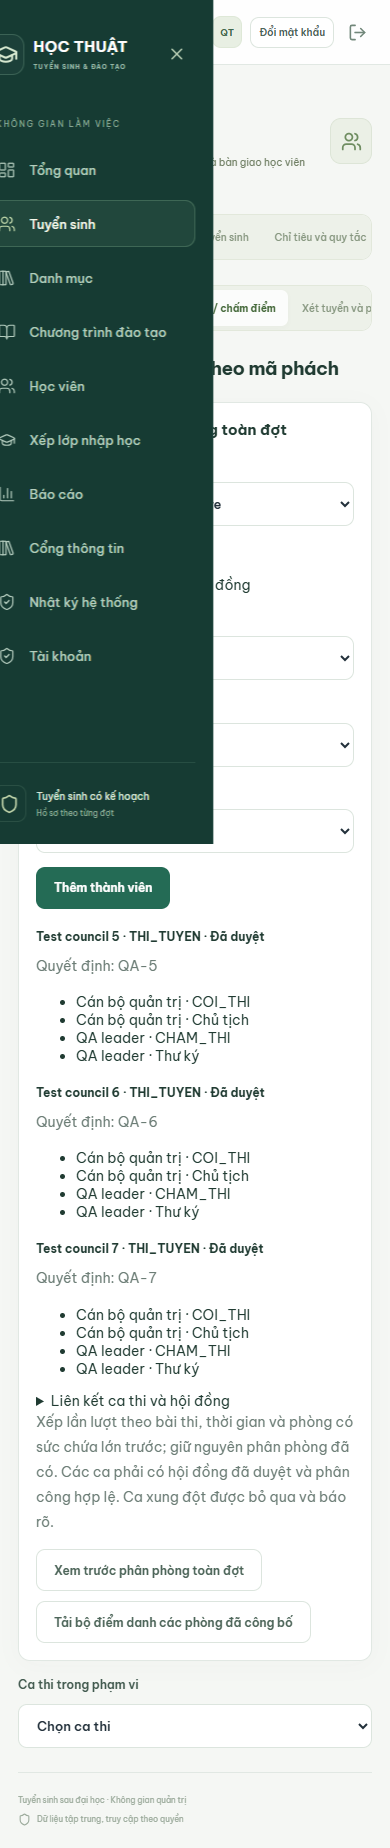 HỌC THUẬT
TUYỂN SINH & ĐÀO TẠO
QT
Đổi mật khẩu
KHÔNG GIAN LÀM VIỆC
Tổng quan
Tuyển sinh
Danh mục
Chương trình đào tạo
Học viên
Xếp lớp nhập học
Báo cáo
Cổng thông tin
Nhật ký hệ thống
Tài khoản
Tuyển sinh có kế hoạch
Hồ sơ theo từng đợt
bàn giao học viên
sinh
Chỉ tiêu và quy tắc
/ chấm điểm
Xét tuyển và
theo mã phách
toàn đợt
đồng
Thêm thành viên
Test council 5 · THI_TUYEN · Đã duyệt
Quyết định: QA-5
• Cán bộ quản trị · COI_THI
• Cán bộ quản trị · Chủ tịch
• QA leader · CHAM_THI
• QA leader · Thư ký
Test council 6 · THI_TUYEN · Đã duyệt
Quyết định: QA-6
• Cán bộ quản trị · COI_THI
• Cán bộ quản trị · Chủ tịch
• QA leader · CHAM_THI
• QA leader · Thư ký
Test council 7 · THI_TUYEN · Đã duyệt
Quyết định: QA-7
• Cán bộ quản trị · COI_THI
• Cán bộ quản trị · Chủ tịch
• QA leader · CHAM_THI
• QA leader · Thư ký
Liên kết ca thi và hội đồng
Xếp lần lượt theo bài thi, thời gian và phòng có
sức chứa lớn trước; giữ nguyên phân phòng đã
có. Các ca phải có hội đồng đã duyệt và phân
công hợp lệ. Ca xung đột được bỏ qua và báo
rõ.
Xem trước phân phòng toàn đợt
Tải bộ điểm danh các phòng đã công bố
Ca thi trong phạm vi
Chọn ca thi
Tuyển sinh sau đại học · Không gian quản trị
Dữ liệu tập trung, truy cập theo quyền